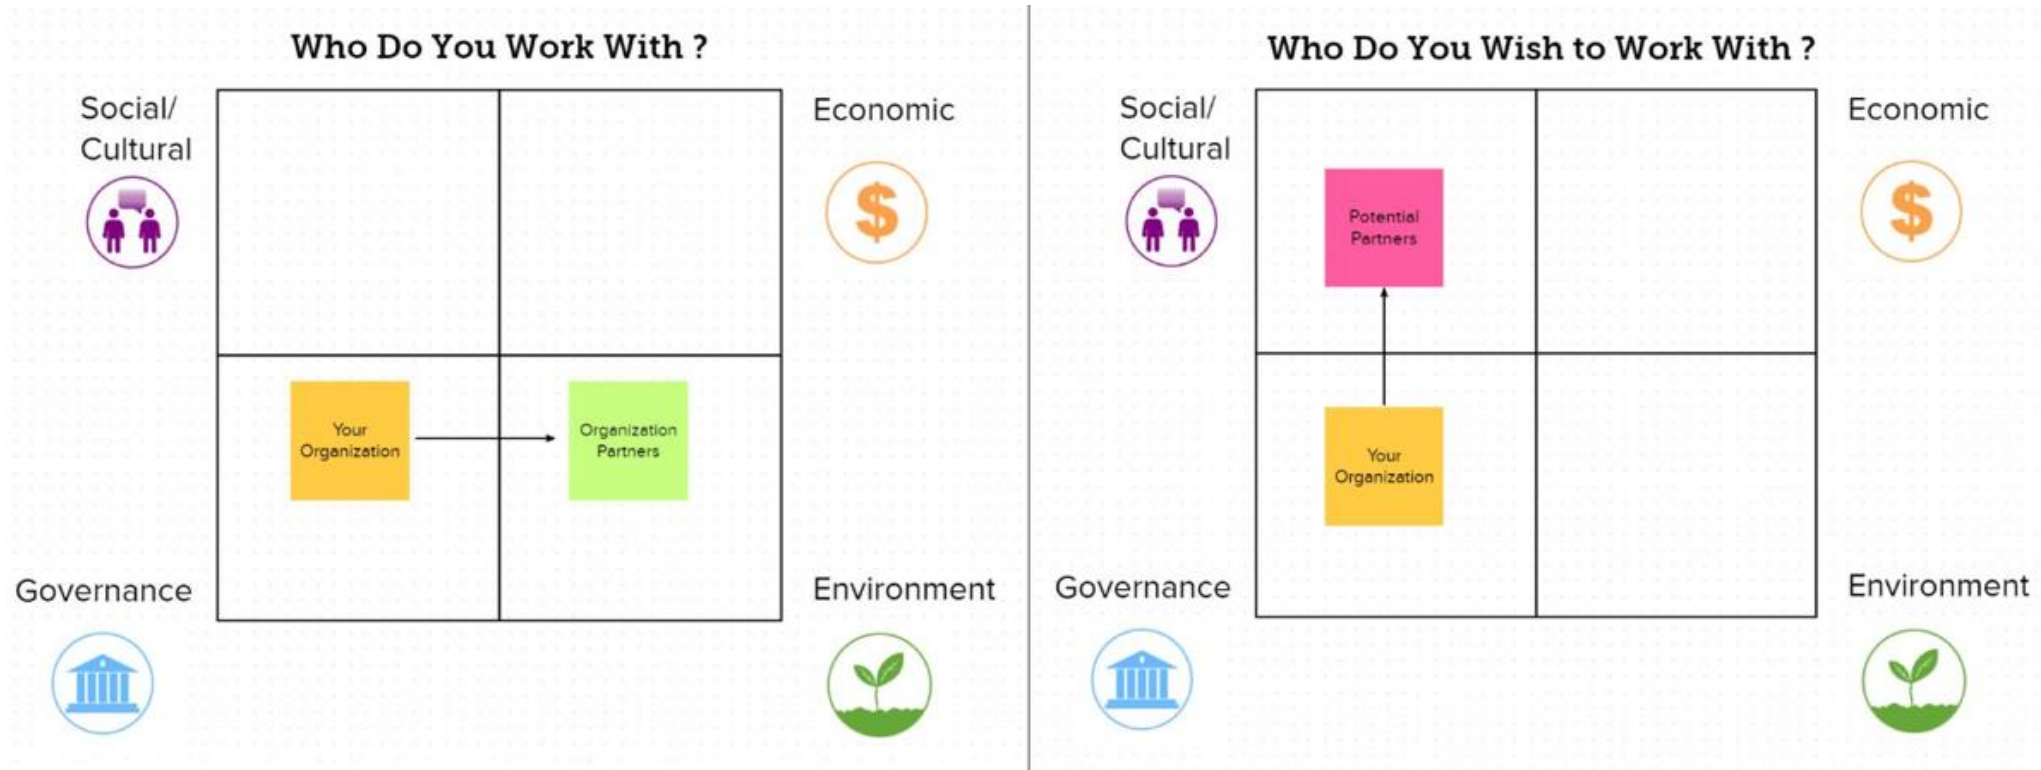 Who Do You Work With ?
Social/
Cultural
Economic
Your
Organization
Organization
Partners
Governance
Environment
Who Do You Wish to Work With ?
Social/
Cultural
Economic
Potential
Partners
Your
Organization
Governance
Environment